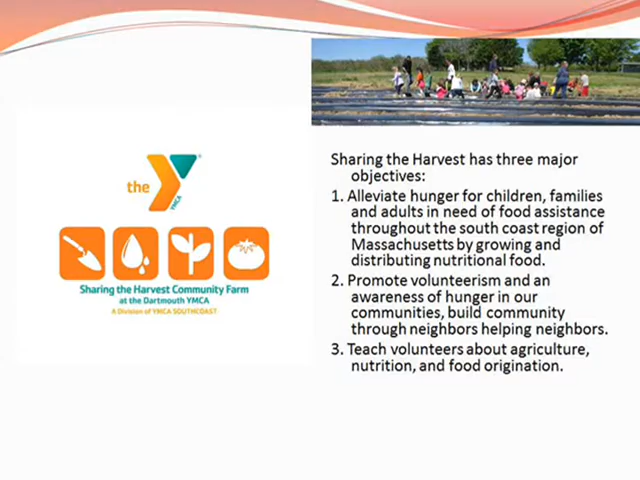 the
YMCA
Sharing the Harvest Community Farm
at the Dartmouth YMCA
A Division of YMCA SOUTHCOAST
Sharing the Harvest has three major
objectives:
1. Alleviate hunger for children, families
and adults in need of food assistance
throughout the south coast region of
Massachusetts by growing and
distributing nutritional food.
2. Promote volunteerism and an
awareness of hunger in our
communities, build community
through neighbors helping neighbors.
3. Teach volunteers about agriculture,
nutrition, and food origination.